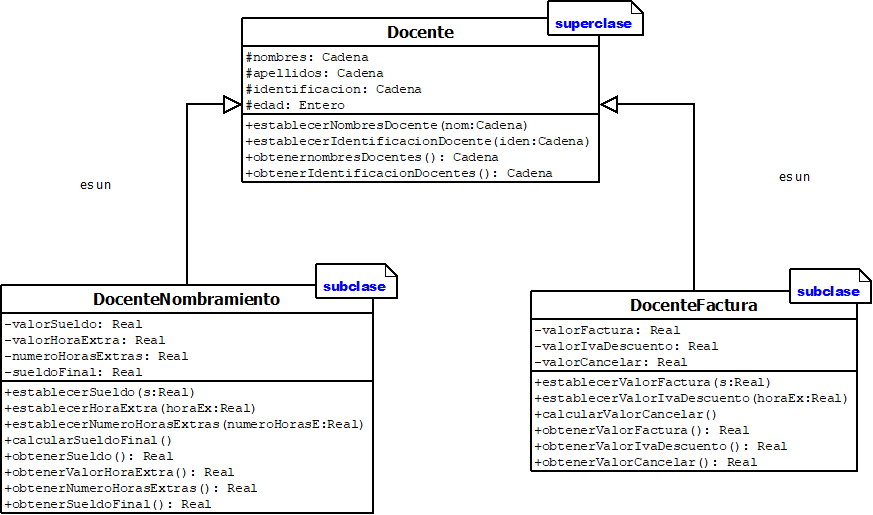 superclase
Docente
#nombres: Cadena
#apellidos: Cadena
#identificacion: Cadena
#edad: Entero
+establecerNombresDocente(nom:Cadena)
+establecerIdentificacionDocente(iden:Cadena)
+obtenernombresDocentes(): Cadena
+obtenerIdentificacionDocentes(): Cadena
es un
es un
subclase
DocenteNombramiento
-valorSueldo: Real
-valorHoraExtra: Real
-numeroHorasExtras: Real
-sueldoFinal: Real
+establecerSueldo(s:Real)
+establecerHoraExtra(horaEx:Real)
+establecerNumeroHorasExtras(numeroHorasE:Real)
+calcularSueldoFinal()
+obtenerSueldo(): Real
+obtenerValorHoraExtra(): Real
+obtenerNumeroHorasExtras(): Real
+obtenerSueldoFinal(): Real
subclase
DocenteFactura
-valorFactura: Real
-valorIvaDescuento: Real
-valorCancelar: Real
+establecerValorFactura(s:Real)
+establecerValorIvaDescuento(horaEx:Real)
+calcularValorCancelar()
+obtenerValorFactura(): Real
+obtenerValorIvaDescuento(): Real
+obtenerValorCancelar(): Real